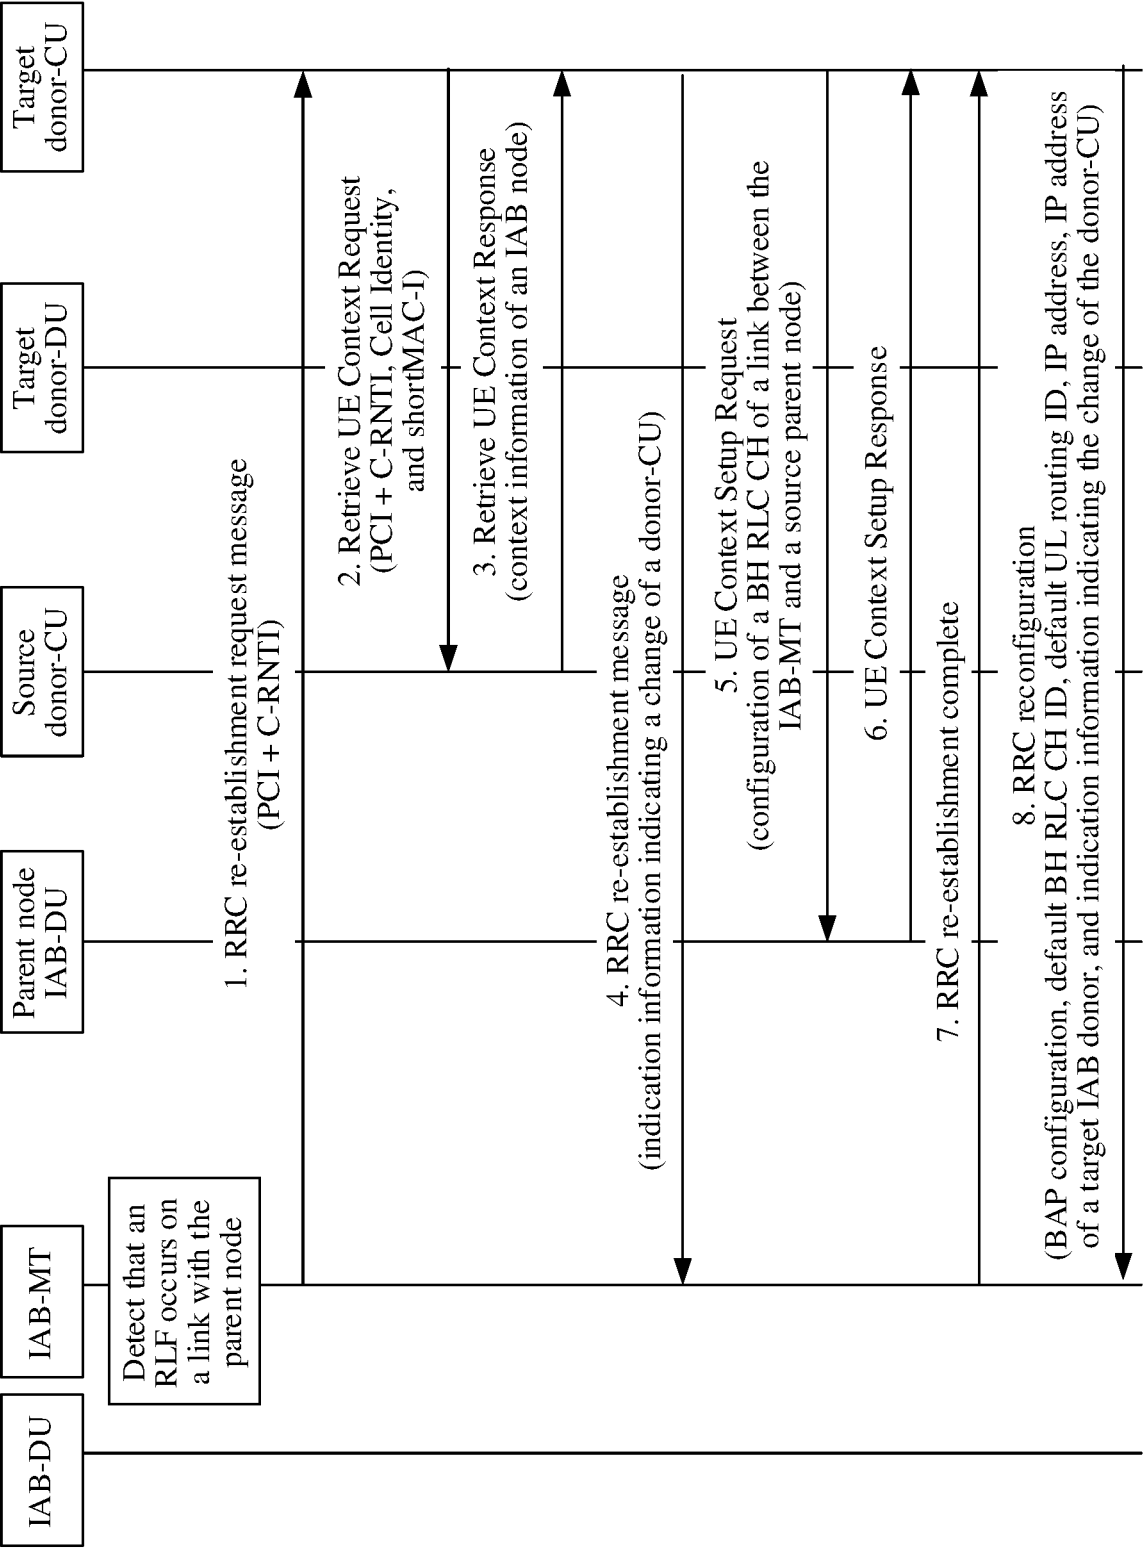 IAB-DU
IAB-MT
Parent node
IAB-DU
Source
donor-CU
Target
donor-DU
Target
donor-CU
Detect that an
RLF occurs on
a link with the
parent node
1. RRC re-establishment request message
(PCI + C-RNTI)
2. Retrieve UE Context Request
(PCI + C-RNTI, Cell Identity,
and shortMAC-I)
3. Retrieve UE Context Response
(context information of an IAB node)
4. RRC re-establishment message
(indication information indicating a change of a donor-CU)
5. UE Context Setup Request
(configuration of a BH RLC CH of a link between the
IAB-MT and a source parent node)
6. UE Context Setup Response
7. RRC re-establishment complete
8. RRC reconfiguration
(BAP configuration, default BH RLC CH ID, default UL routing ID, IP address, IP address
of a target IAB donor, and indication information indicating the change of the donor-CU)